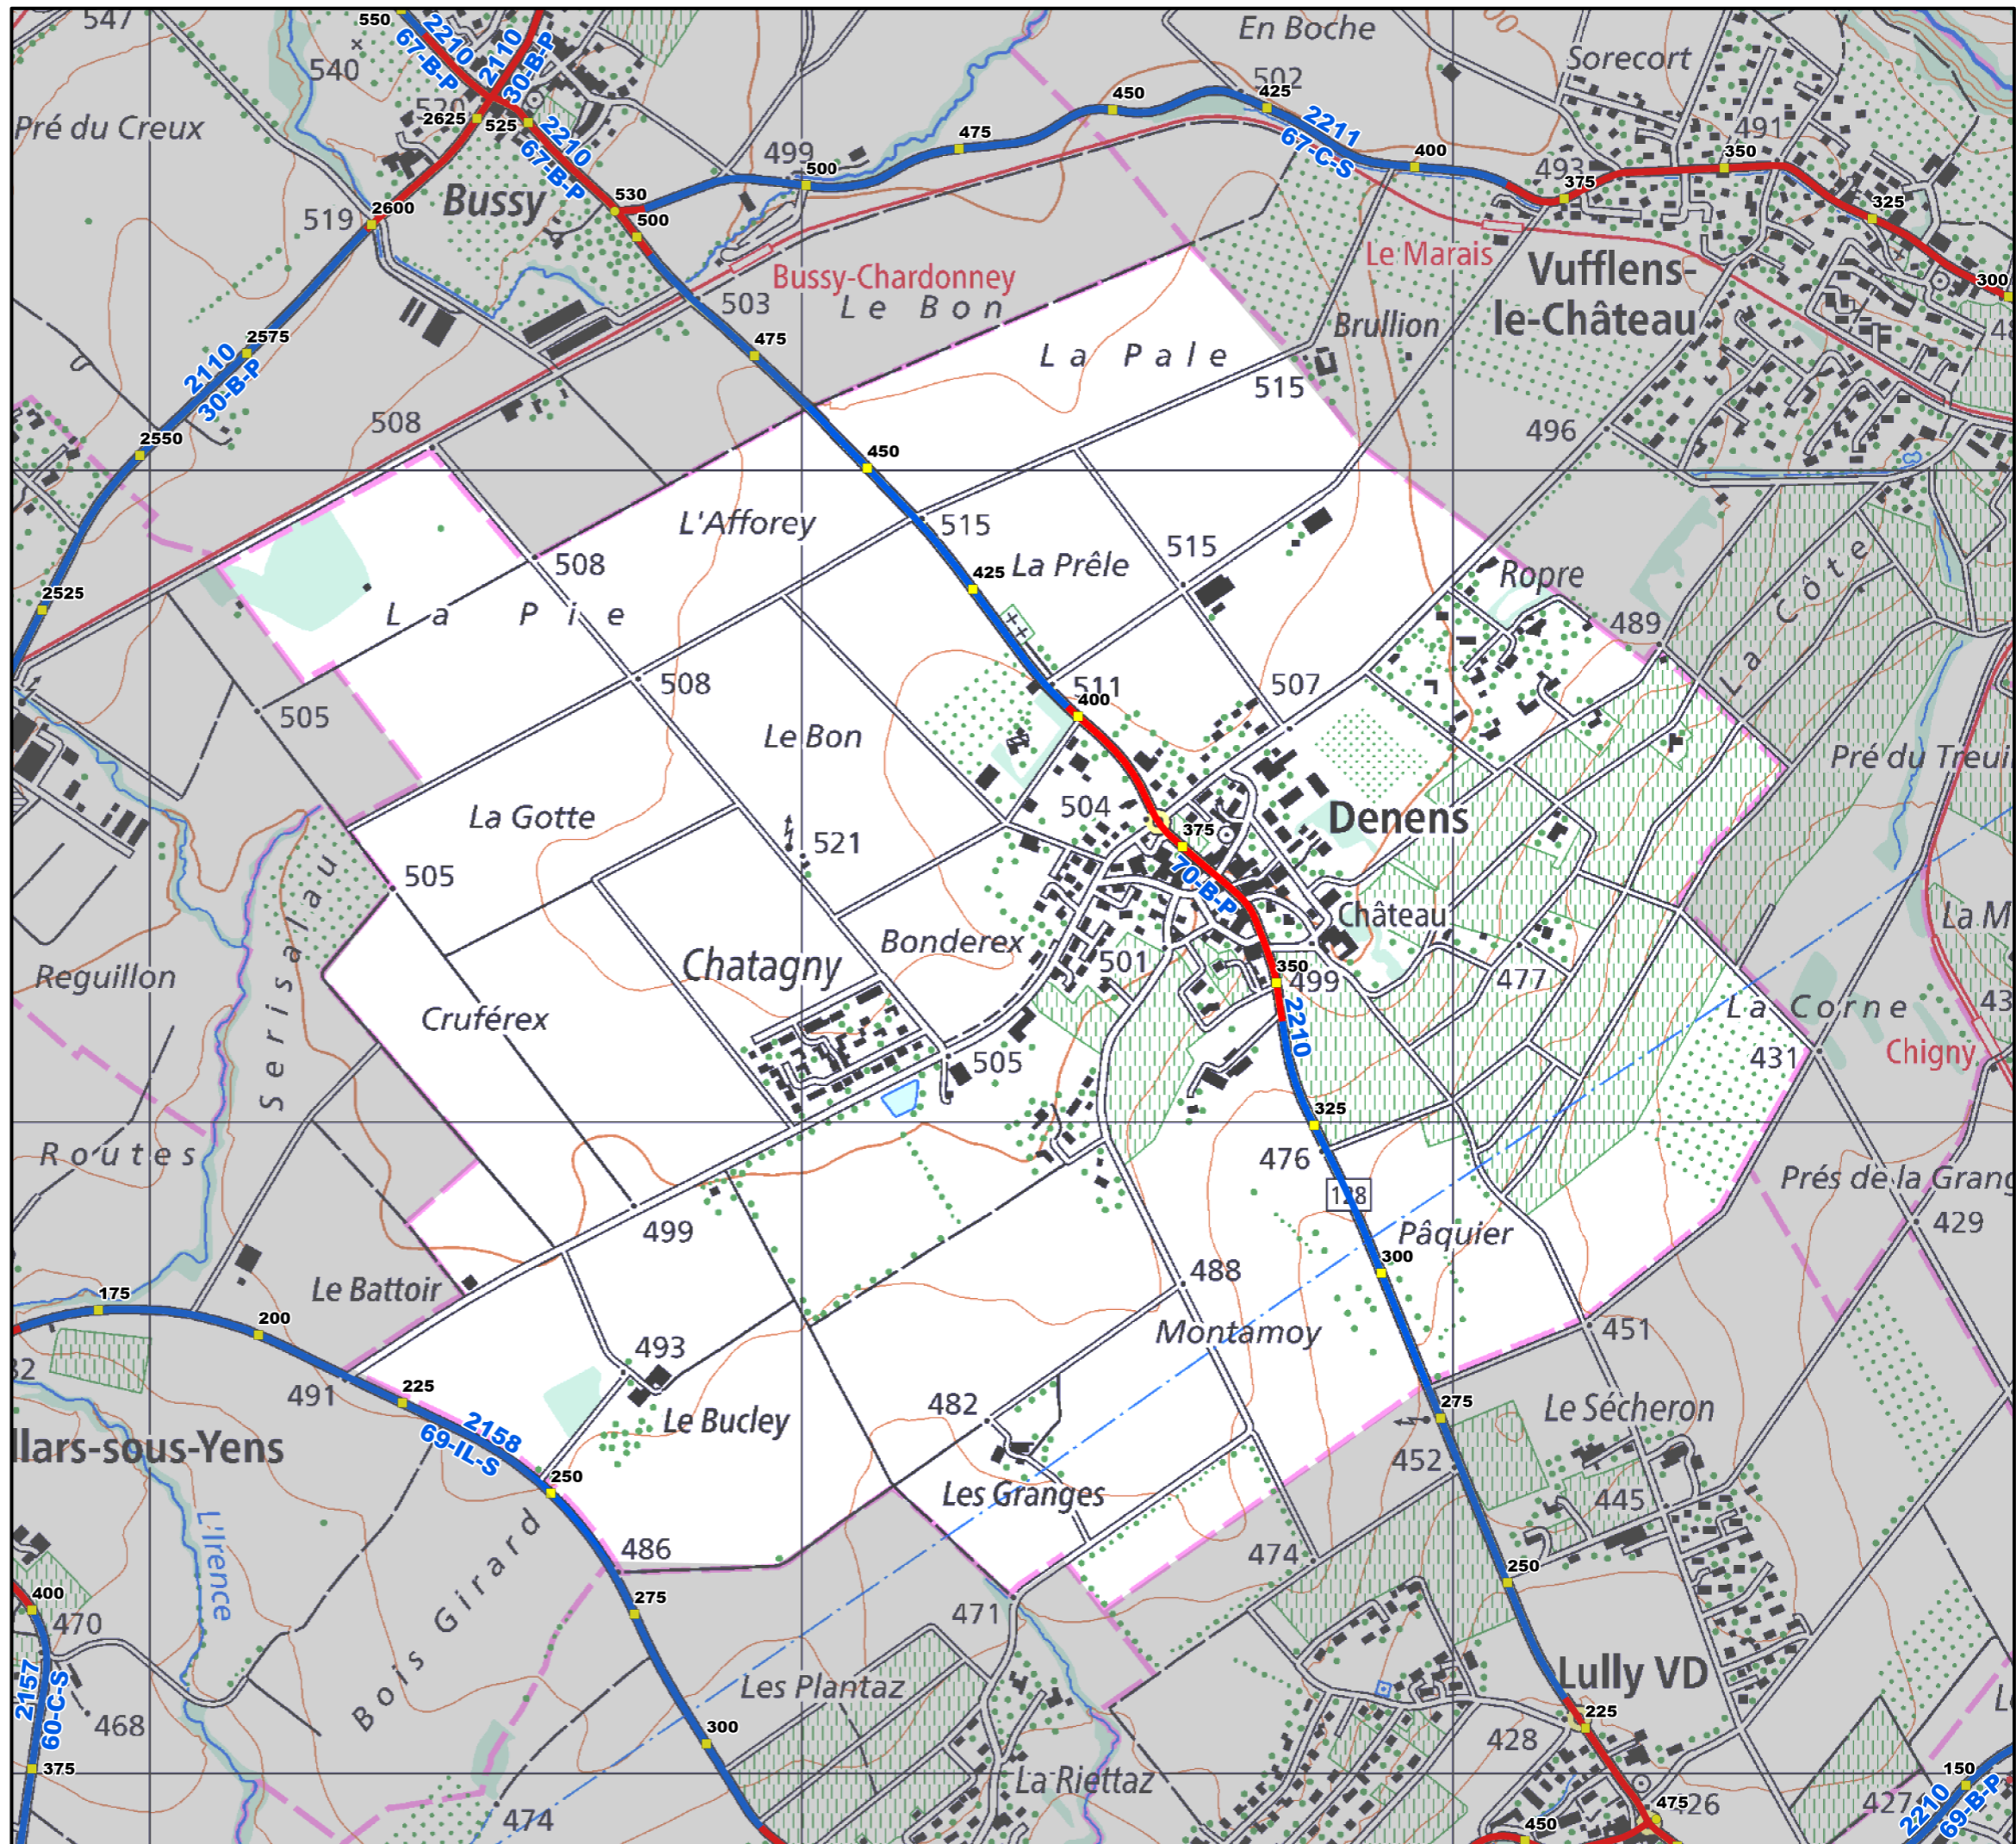 547
550
2210
67-B-P
2110
30-B-P
540
2625
525
2210
67-B-P
Pré du Creux
Bussy
519
2600
530
500
499
500
475
450
502
425
En Boche
Sorecort
2211
67-C-S
400
493
375
491
350
325
300
Le Marais
Vufflens-
le-Château
Bussy-Chardonney
Le Bon
503
Brullion
2575
2110
30-B-P
2550
475
La Pale
515
508
496
450
L'Afforey
515
La Prêle
515
425
Ropre
508
La Pie
2525
489
La Côte
508
511
507
400
505
Le Bon
Pré du Treuil
La Gotte
521
504
375
Denens
70-B-P
505
Château
Bonderex
Chatagny
501
350
499
477
2210
Reguillon
Serisalau
Cruférex
La Corne
431
Chigny
505
325
476
128
Routes
Prés de la Grang
429
499
Pâquier
300
488
Le Battoir
175
200
Montamoy
451
493
491
225
482
275
Le Sécheron
Le Bucley
2158
69-IL-S
llars-sous-Yens
452
250
Les Granges
445
L'Irence
Bois Girard
486
474
250
275
400
470
471
Lully VD
Les Plantaz
2157
60-C-S
468
300
225
428
375
La Riettaz
150
2210
69-B-P
474
475
450
427